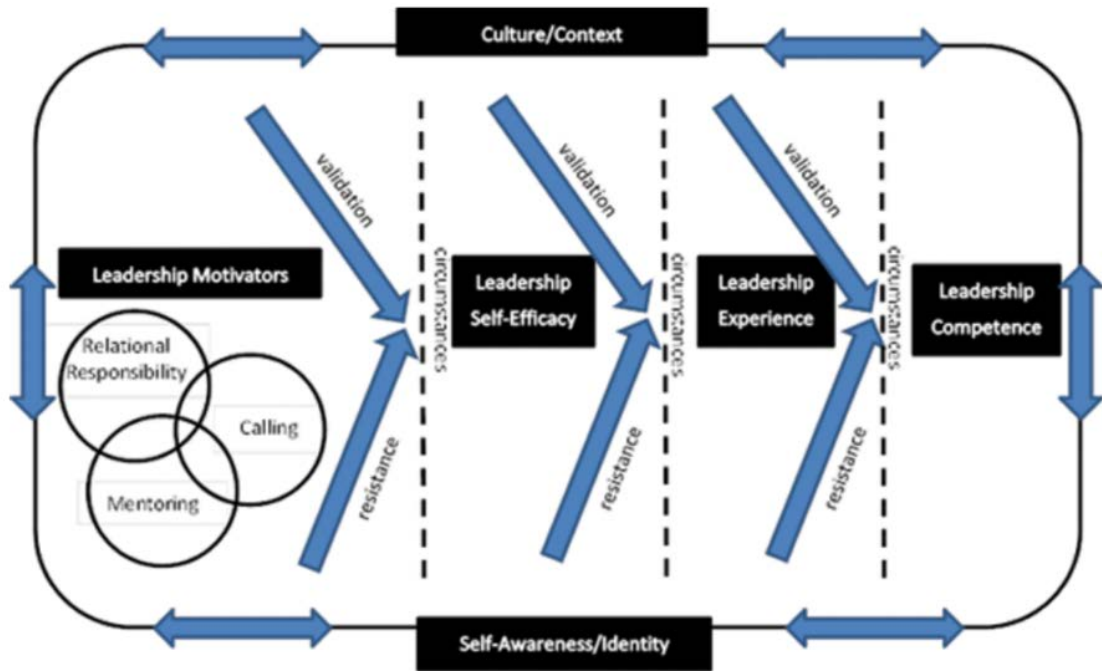 Culture/Context
validation
validation
validation
Leadership Motivators
circumstances
Leadership
Self-Efficacy
circumstances
Leadership
Experience
circumstances
Leadership
Competence
Relational
Responsibility
Calling
Mentoring
resistance
resistance
resistance
Self-Awareness/Identity